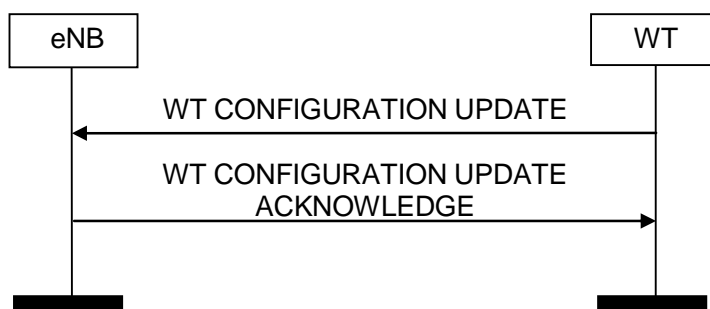 eNB
WT
WT CONFIGURATION UPDATE
WT CONFIGURATION UPDATE
ACKNOWLEDGE